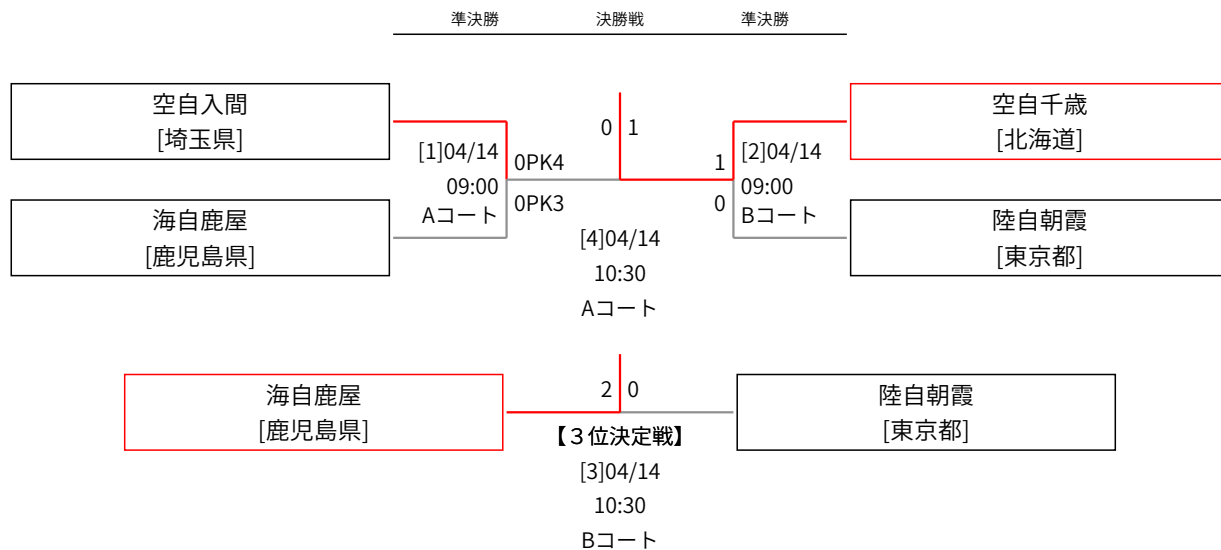 準決勝
決勝戦
準決勝
空自入間
[埼玉県]
海自鹿屋
[鹿児島県]
[1]04/14
09:00
Aコート
0PK4
0PK3
0
1
[4]04/14
10:30
Aコート
1
0
[2]04/14
09:00
Bコート
空自千歳
[北海道]
陸自朝霞
[東京都]
海自鹿屋
[鹿児島県]
2
0
【３位決定戦】
[3]04/14
10:30
Bコート
陸自朝霞
[東京都]